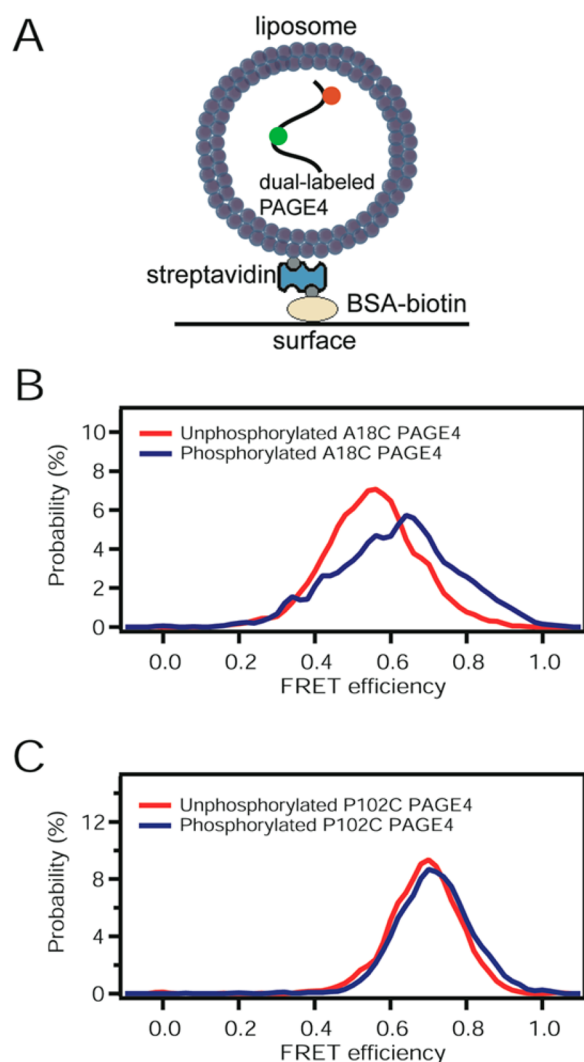 A
liposome
dual-labeled
PAGE4
streptavidin
BSA-biotin
surface
B
Unphosphorylated A18C PAGE4
Phosphorylated A18C PAGE4
Probability (%)
10
8
6
4
2
0
0.0 0.2 0.4 0.6 0.8 1.0
FRET efficiency
C
Unphosphorylated P102C PAGE4
Phosphorylated P102C PAGE4
Probability (%)
12
8
4
0
0.0 0.2 0.4 0.6 0.8 1.0
FRET efficiency